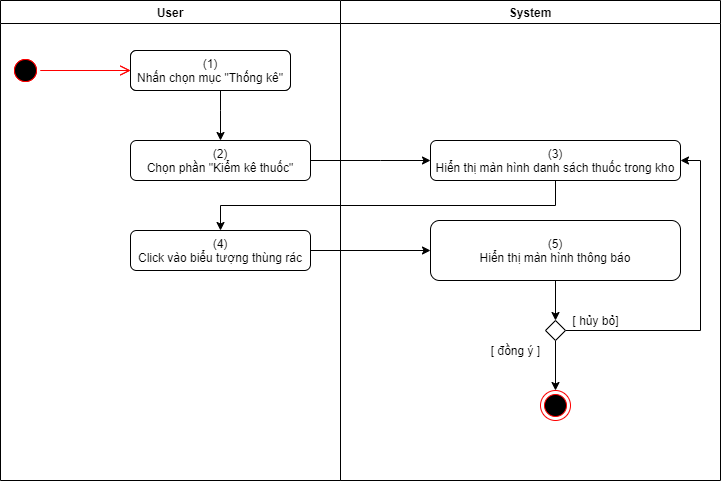 User
System
(1)
Nhấn chọn mục "Thống kê"
(2)
Chọn phần "Kiểm kê thuốc"
(3)
Hiển thị màn hình danh sách thuốc trong kho
(4)
Click vào biểu tượng thùng rác
(5)
Hiển thị màn hình thông báo
[ hủy bỏ]
[ đồng ý ]